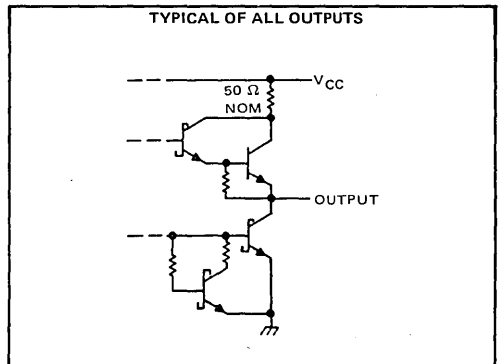 TYPICAL OF ALL OUTPUTS
VCC
50 Ω
NOM
OUTPUT